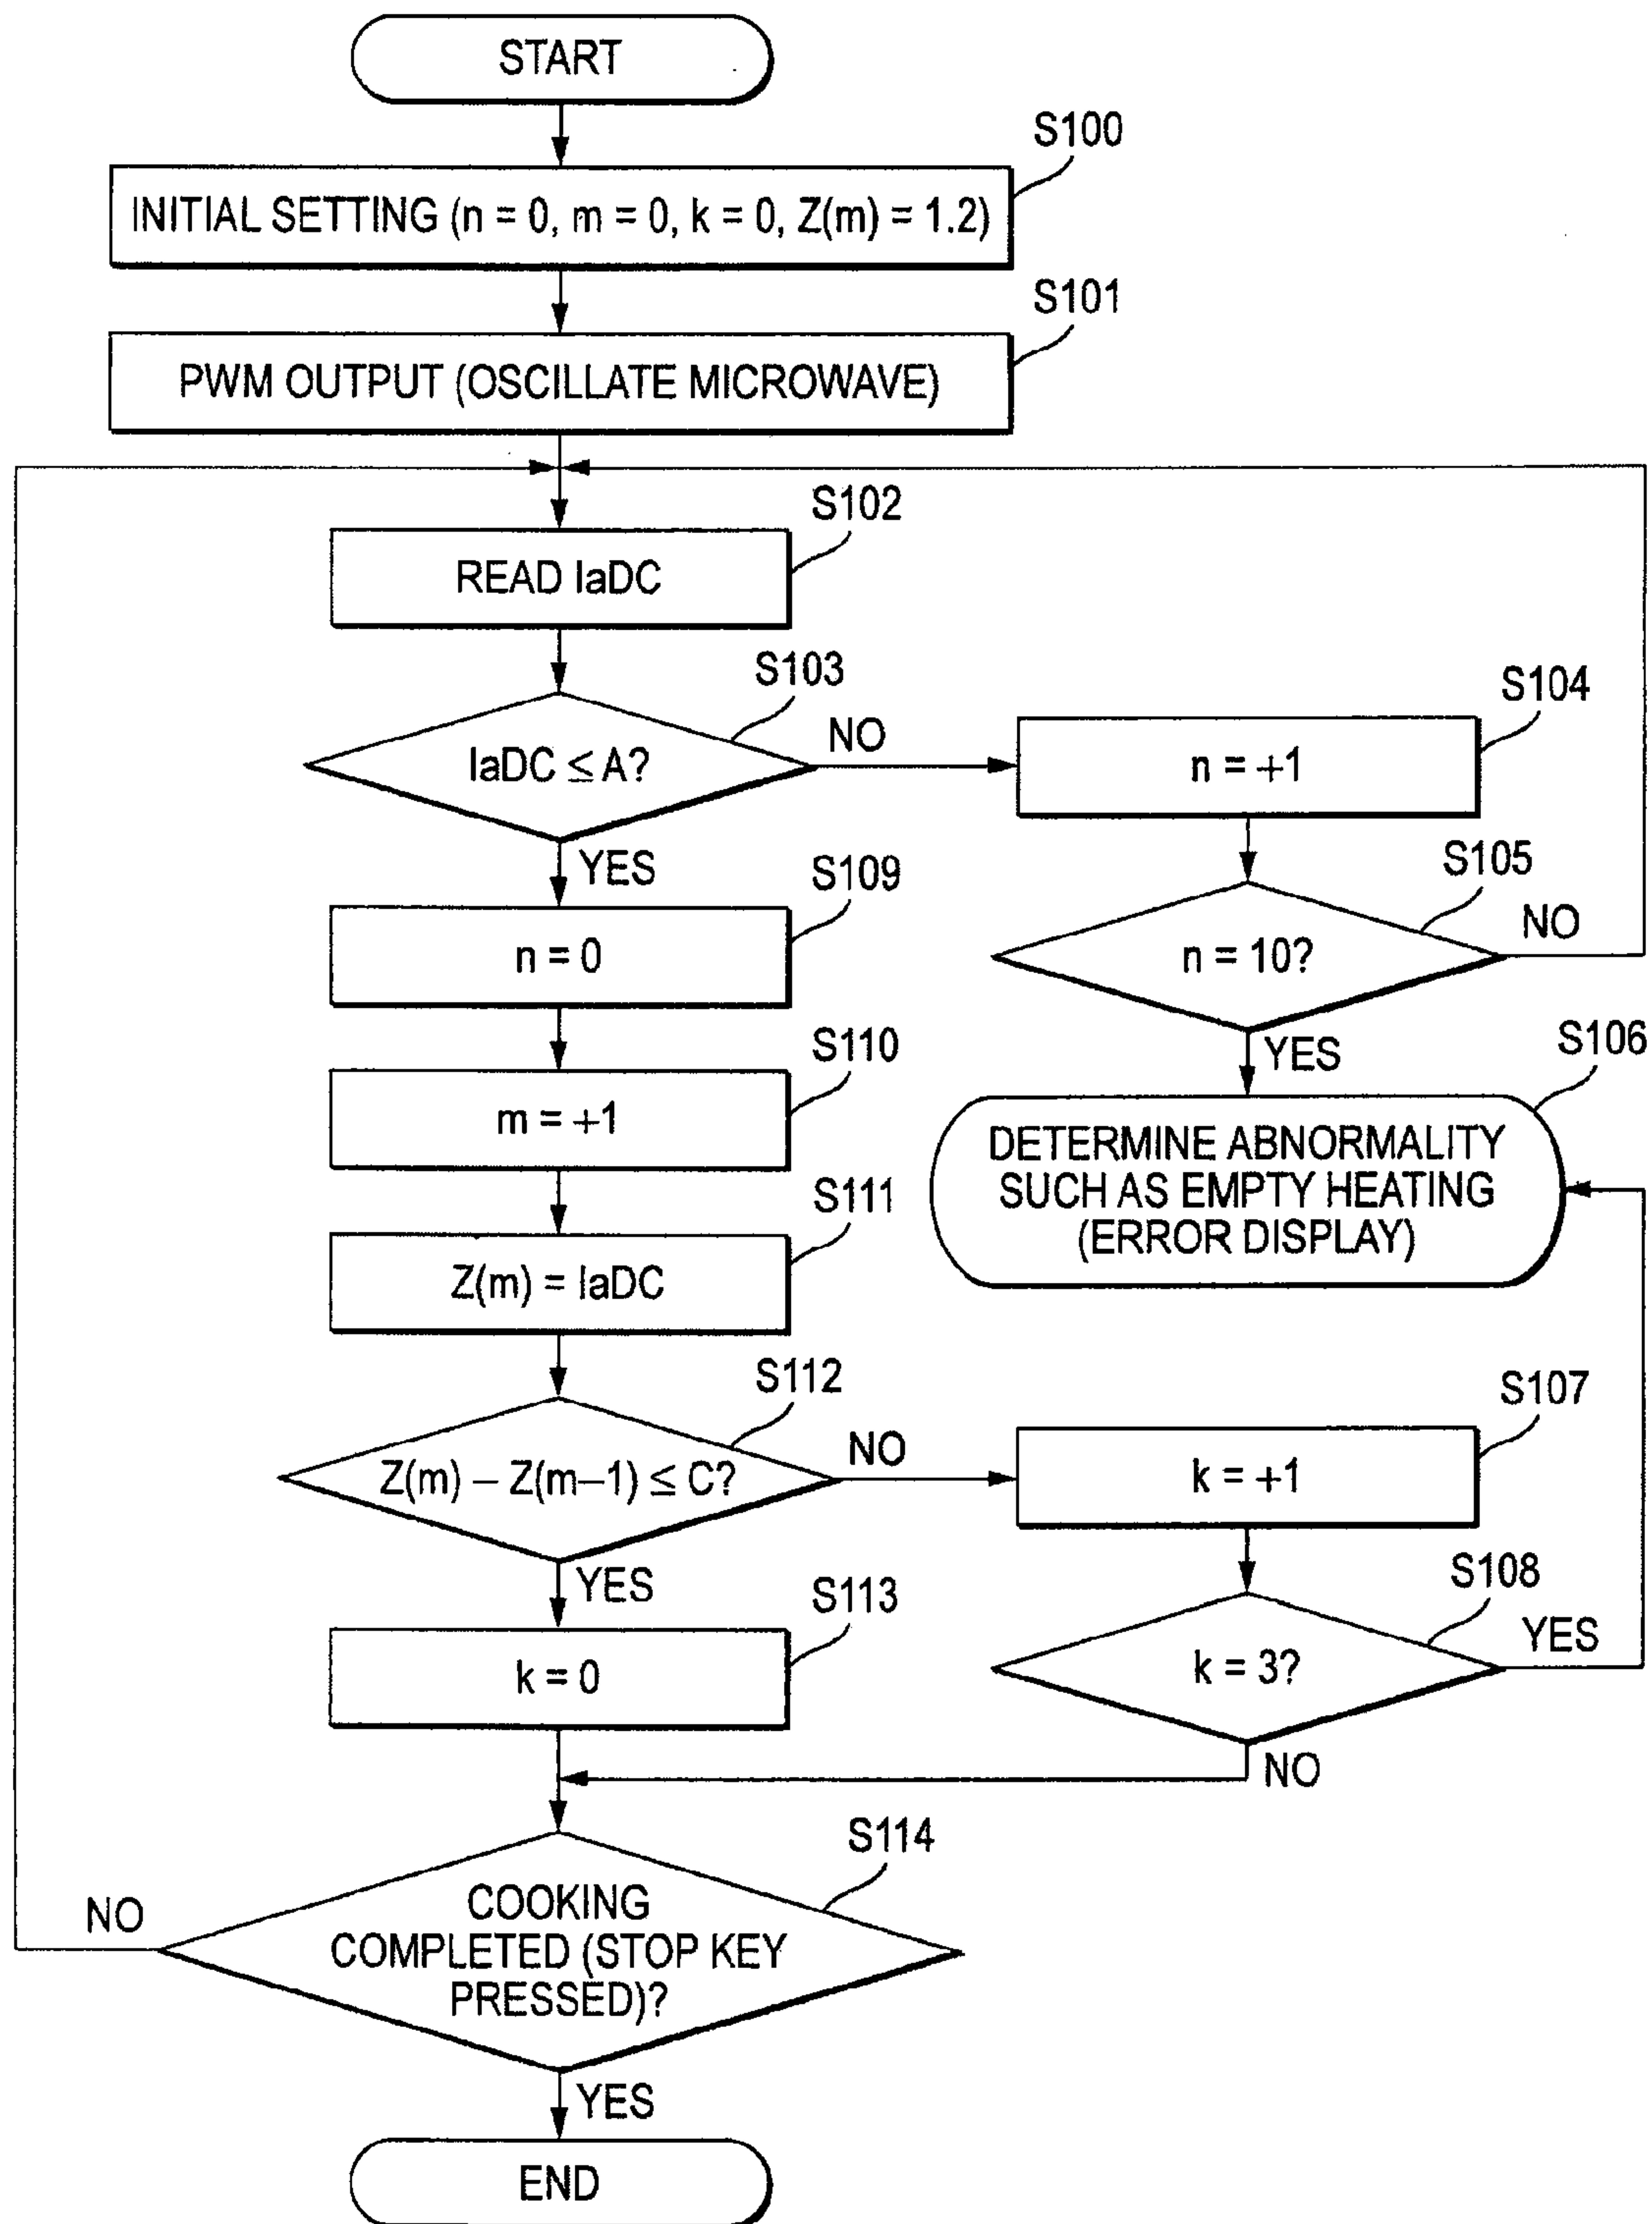 START
S100
INITIAL SETTING (n = 0, m = 0, k = 0, Z(m) = 1.2)
S101
PWM OUTPUT (OSCILLATE MICROWAVE)
S102
READ IaDC
S103
IaDC ≤ A?
NO
S104
n = +1
YES
S109
n = 0
S105
n = 10?
NO
YES
S110
m = +1
S106
DETERMINE ABNORMALITY
SUCH AS EMPTY HEATING
(ERROR DISPLAY)
S111
Z(m) = IaDC
S112
Z(m) – Z(m–1) ≤ C?
NO
S107
k = +1
YES
S113
k = 0
S108
k = 3?
YES
NO
S114
COOKING
COMPLETED (STOP KEY
PRESSED)?
NO
YES
END